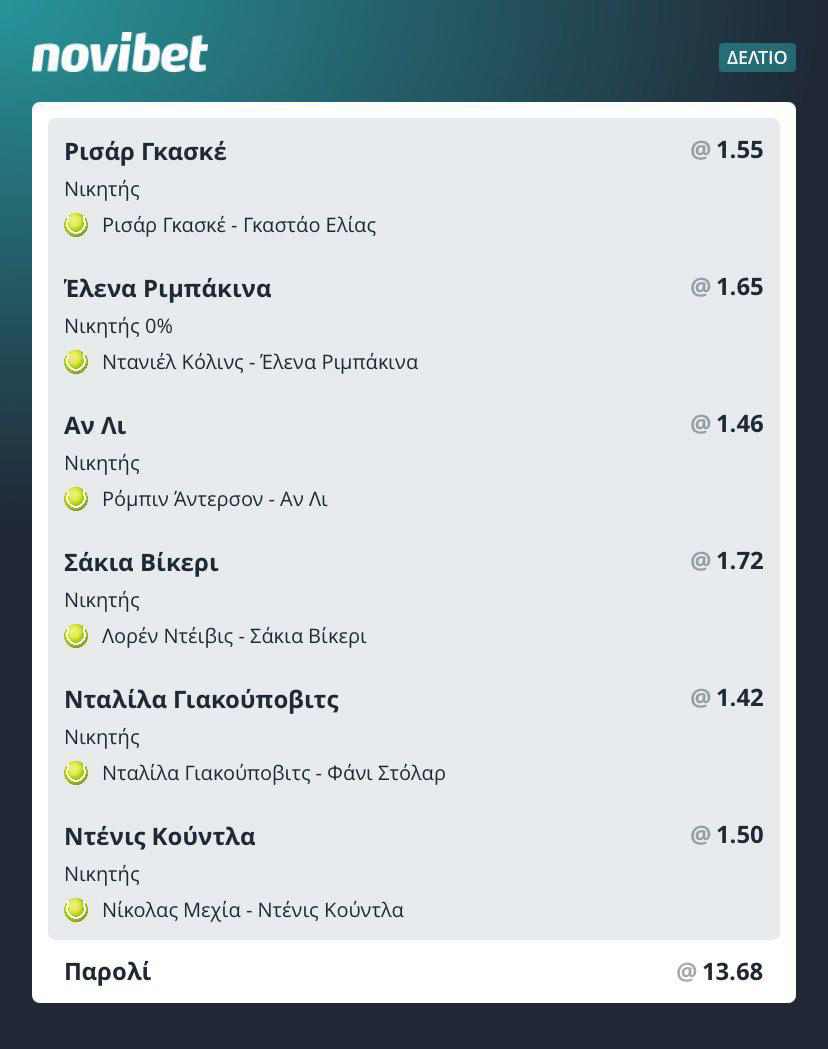 novibet
ΔΕΛΤΙΟ
Ρισάρ Γκασκέ @ 1.55
Νικητής
Ρισάρ Γκασκέ - Γκαστάο Ελίας
Έλενα Ριμπάκινα @ 1.65
Νικητής 0%
Ντανιέλ Κόλινς - Έλενα Ριμπάκινα
Αν Λι @ 1.46
Νικητής
Ρόμπιν Άντερσον - Αν Λι
Σάκια Βίκερι @ 1.72
Νικητής
Λορέν Ντέιβις - Σάκια Βίκερι
Νταλίλα Γιακούποβιτς @ 1.42
Νικητής
Νταλίλα Γιακούποβιτς - Φάνι Στόλαρ
Ντένις Κούντλα @ 1.50
Νικητής
Νίκολας Μεχία - Ντένις Κούντλα
Παρολί @ 13.68